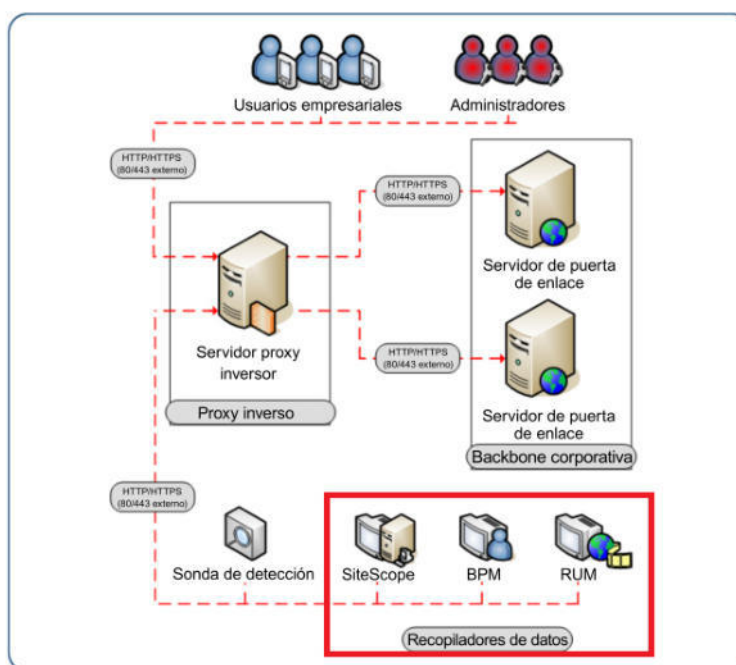 Usuarios empresariales
Administradores
HTTP/HTTPS
(80/443 externo)
HTTP/HTTPS
(80/443 externo)
Servidor de puerta
de enlace
Servidor proxy
inversor
Proxy inverso
HTTP/HTTPS
(80/443 externo)
Servidor de puerta
de enlace
Backbone corporativa
HTTP/HTTPS
(80/443 externo)
Sonda de detección
SiteScope
BPM
RUM
Recopiladores de datos